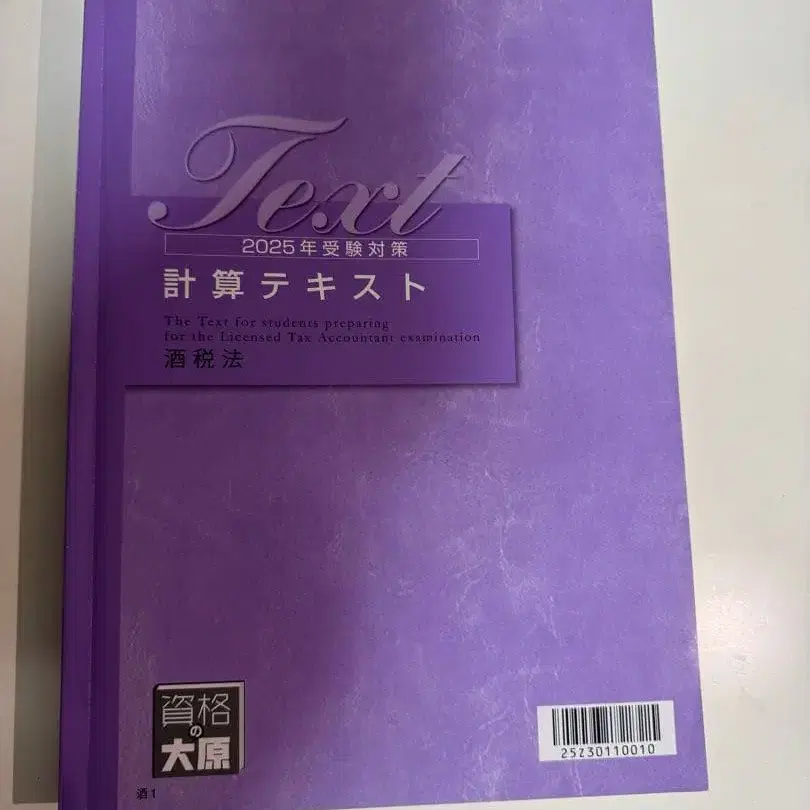 Text
2025年受験対策
計算テキスト
The Text for students preparing
for the Licensed Tax Accountant examination
酒税法
資格
の
大原
25Z30110010
酒1